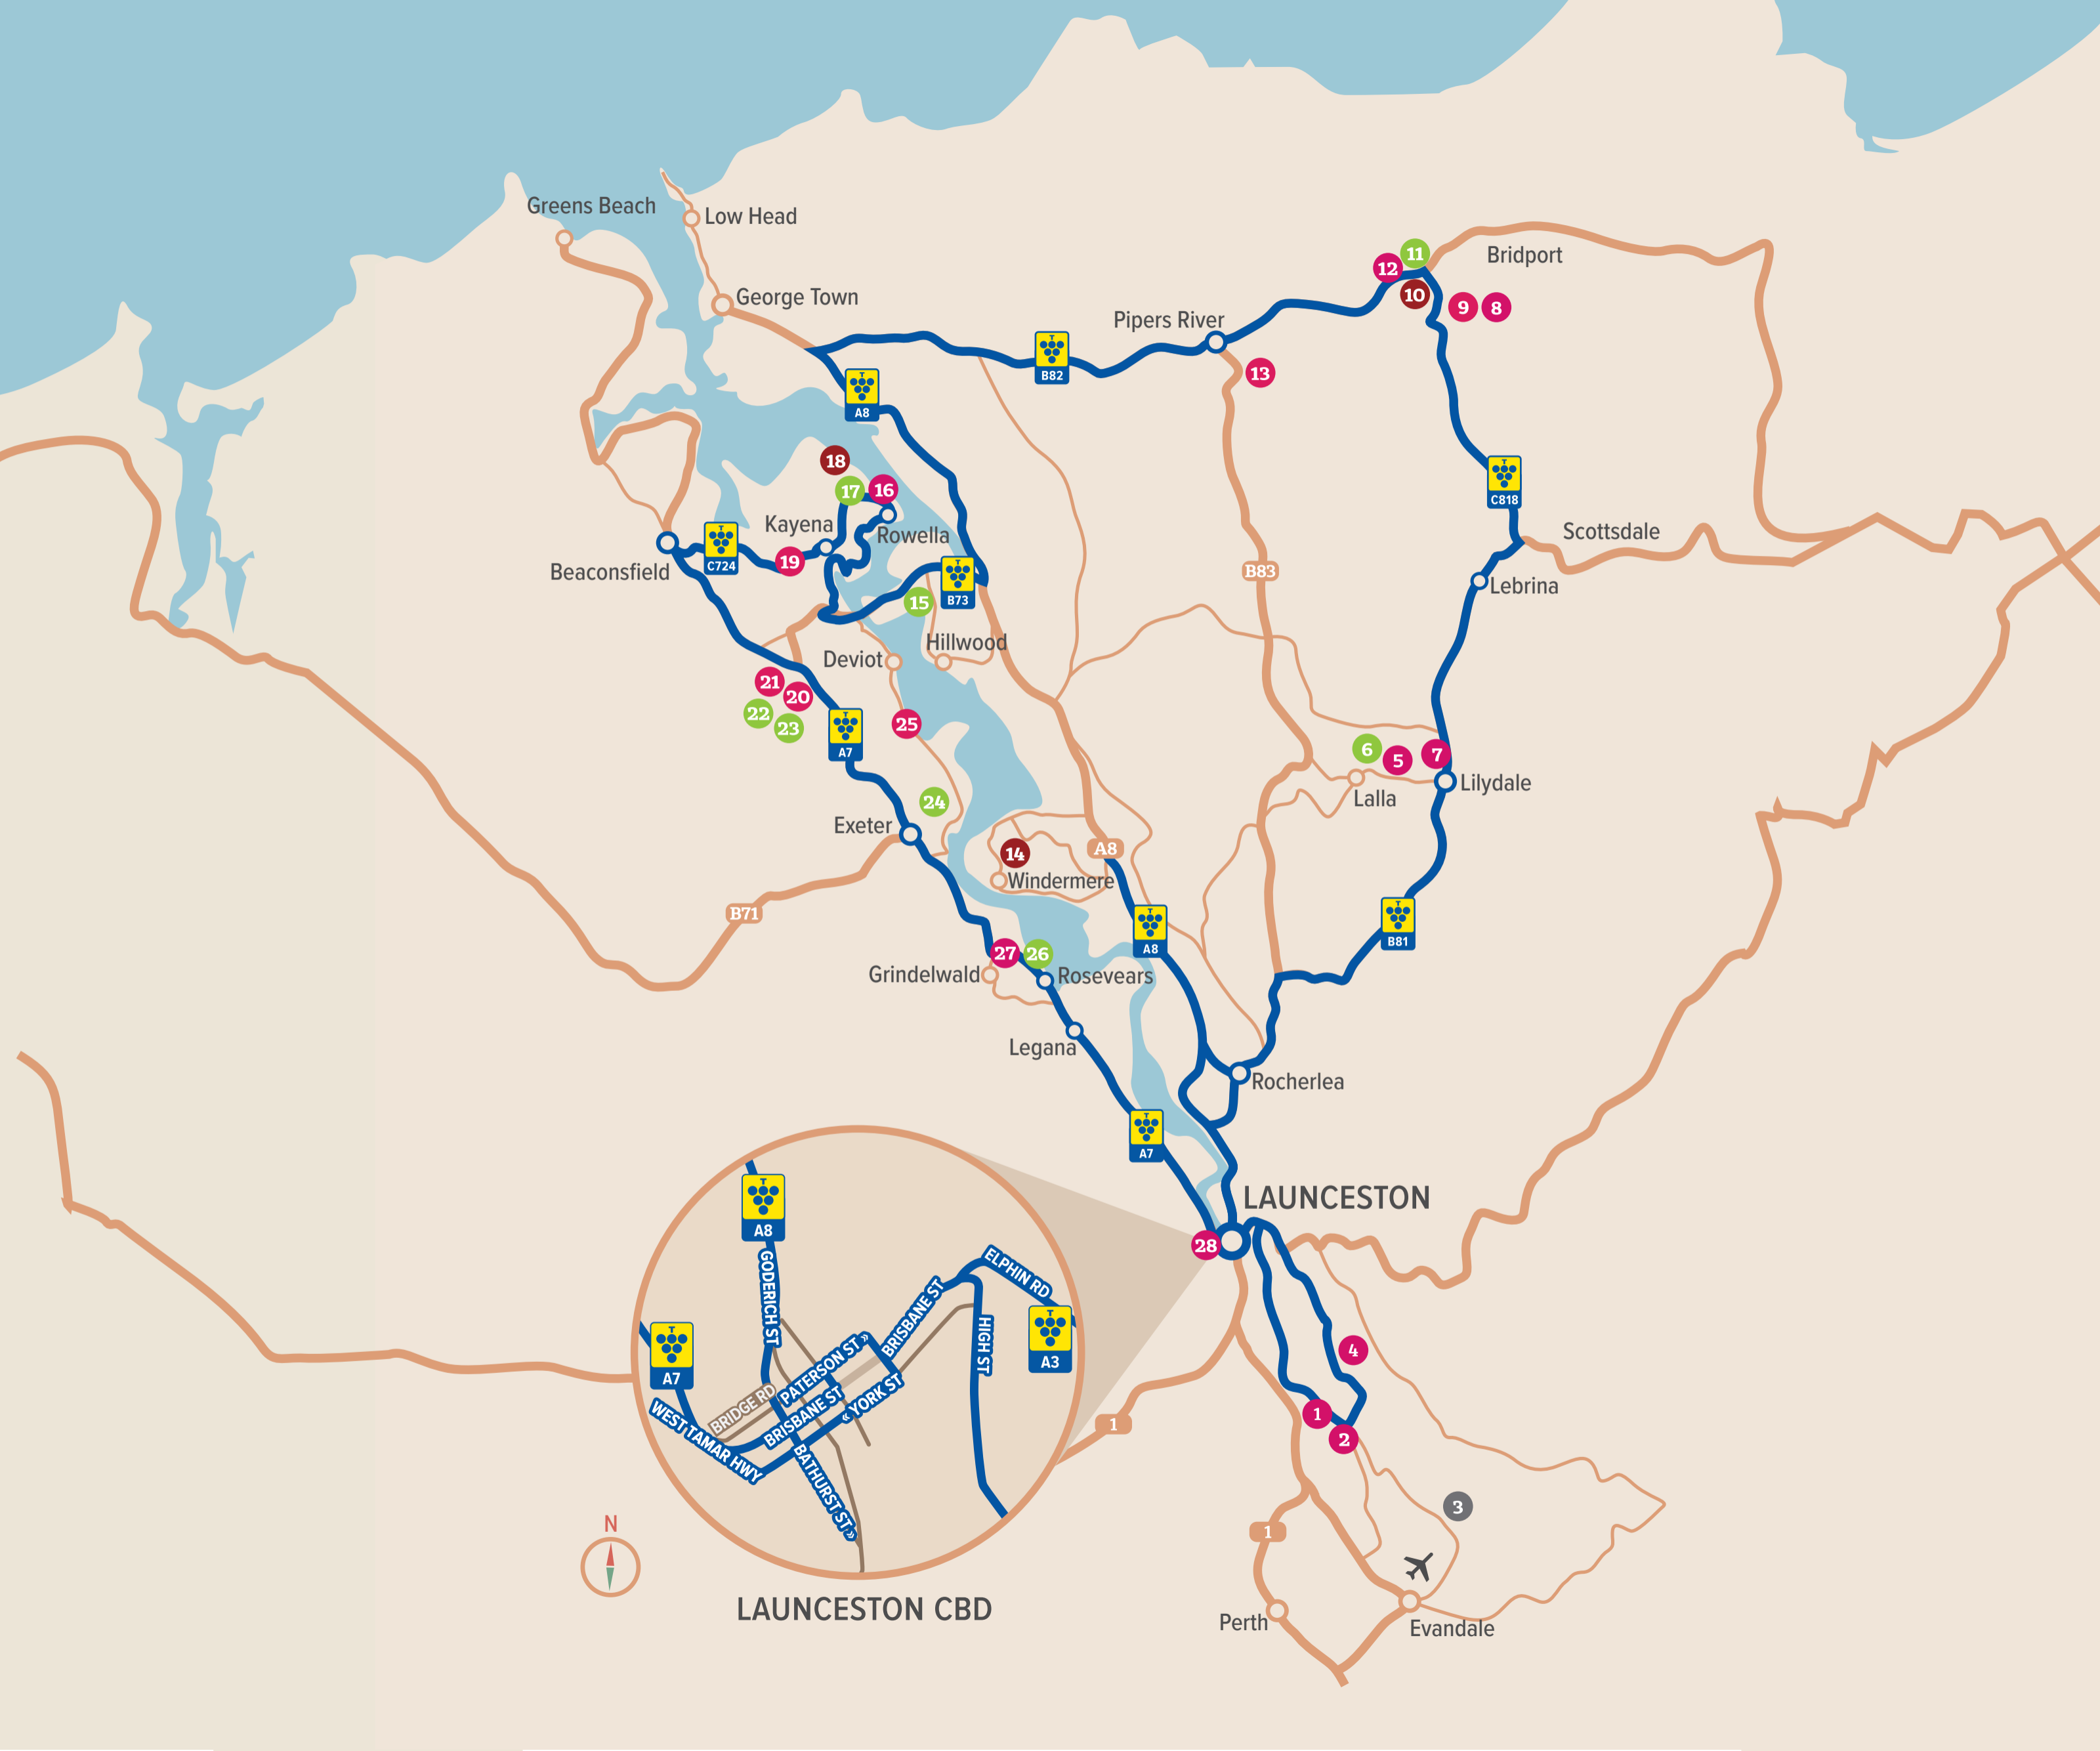 Greens Beach
Low Head
George Town
Bridport
11
12
10
9
8
Pipers River
T
B82
13
T
A8
18
17
16
T
C818
Kayena
Rowella
Scottsdale
T
C724
19
Beaconsfield
B83
T
B73
Lebrina
15
Hillwood
Deviot
21
20
22
23
25
T
A7
6
5
7
Lilydale
Lalla
24
Exeter
A8
14
Windermere
B71
T
A8
T
B81
27
26
Grindelwald
Rosevears
Legana
Rocherlea
T
A7
LAUNCESTON
28
T
A8
GODERICH ST
ELPHIN RD
BRISBANE ST
HIGH ST
T
A3
T
A7
PATERSON ST »
BRIDGE RD
BRISBANE ST
« YORK ST
WEST TAMAR HWY
BATHURST ST »
4
1
1
2
3
N
1
LAUNCESTON CBD
Perth
Evandale